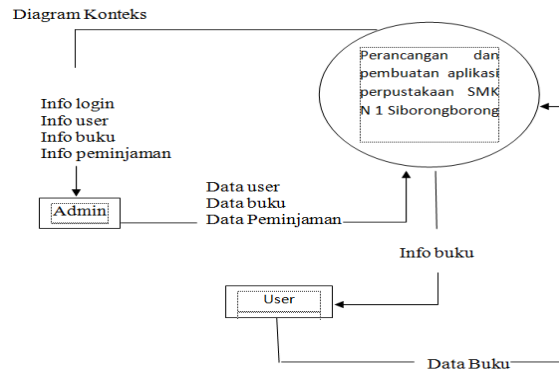 Diagram Konteks
Perancangan dan
pembuatan aplikasi
perpustakaan SMK
N 1 Siborongborong
Info login
Info user
Info buku
Info peminjaman
Admin
Data user
Data buku
Data Peminjaman
Info buku
User
Data Buku